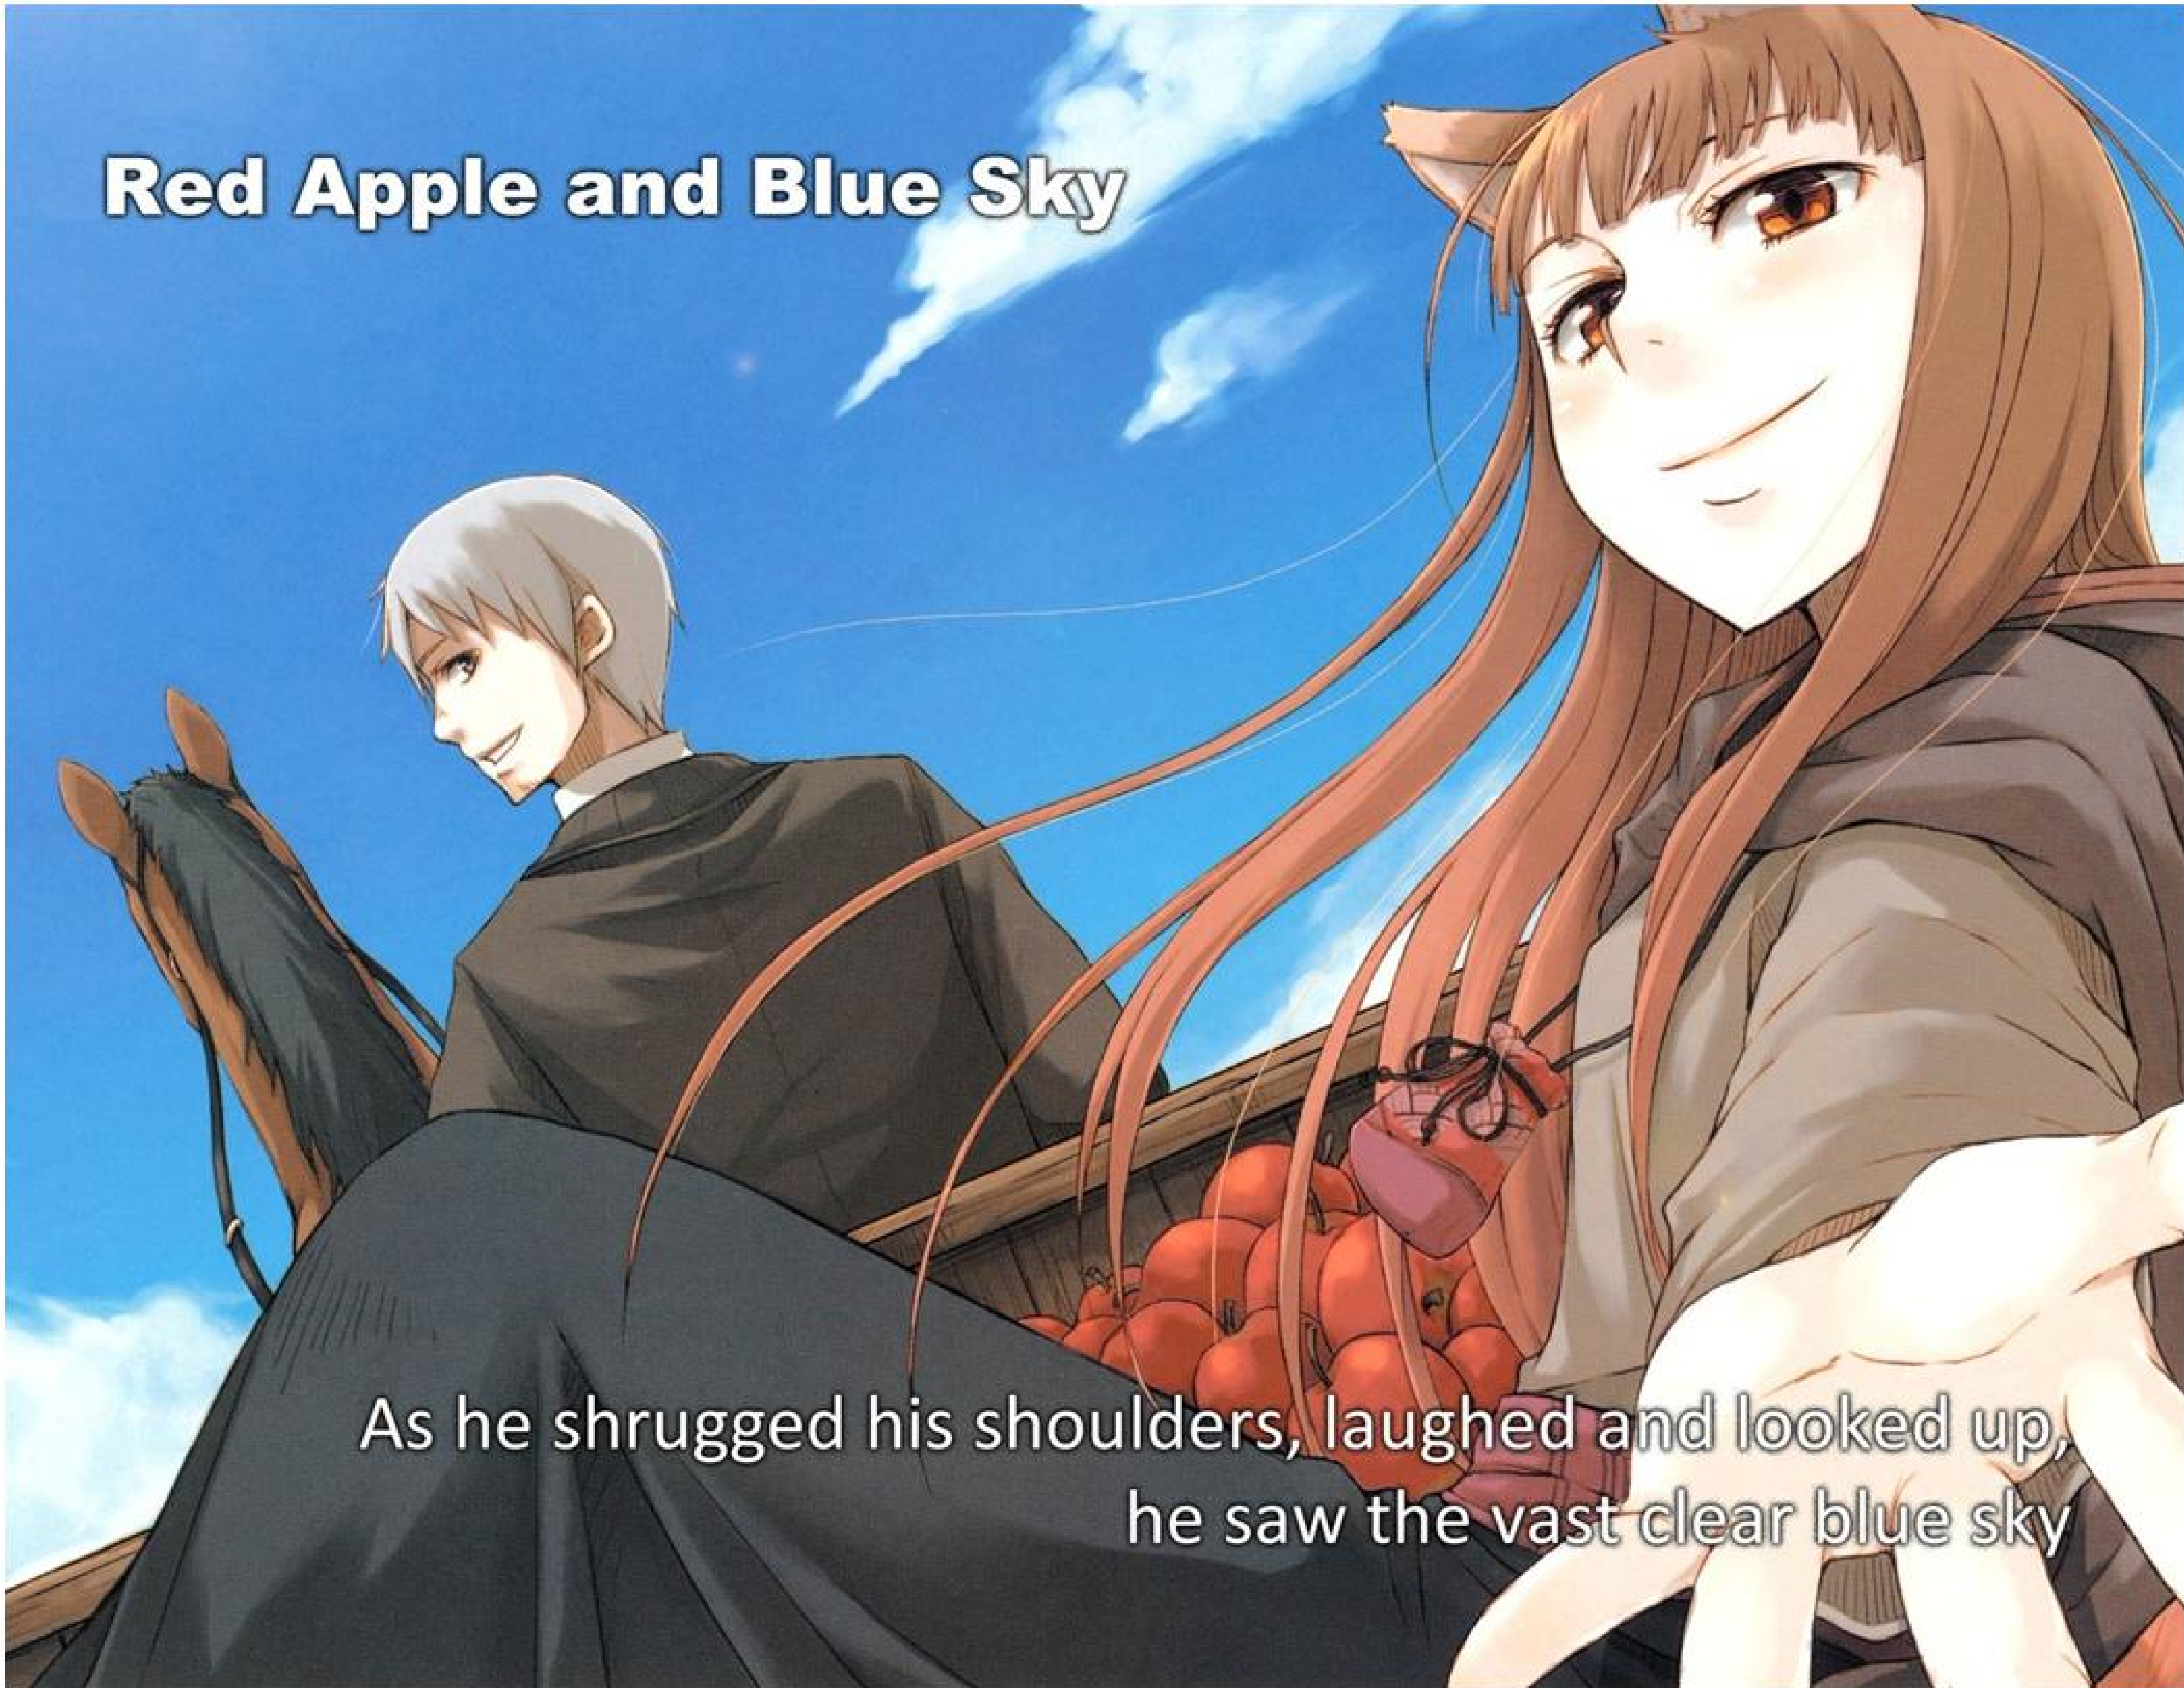 Red Apple and Blue Sky
As he shrugged his shoulders, laughed and looked up,
he saw the vast clear blue sky